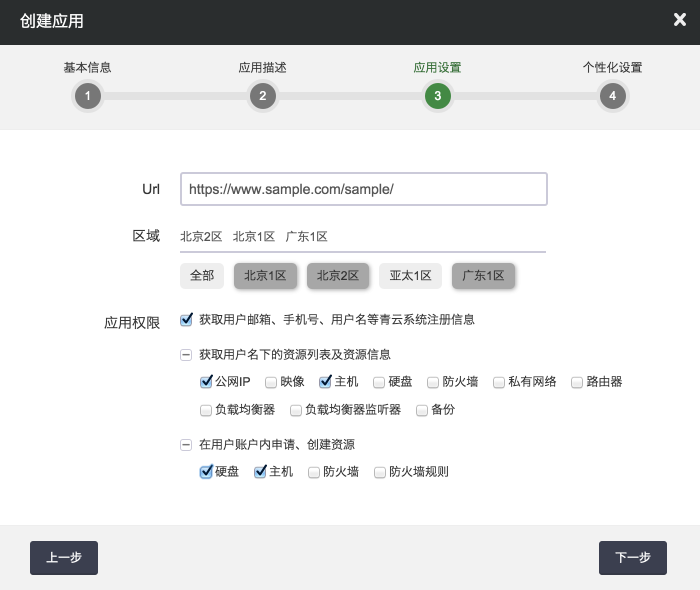 创建应用
基本信息 应用描述 应用设置 个性化设置
1 2 3 4
Url https://www.sample.com/sample/
区域 北京2区 北京1区 广东1区
全部 北京1区 北京2区 亚太1区 广东1区
应用权限 获取用户邮箱、手机号、用户名等青云系统注册信息
获取用户名下的资源列表及资源信息
公网IP 映像 主机 硬盘 防火墙 私有网络 路由器
负载均衡器 负载均衡器监听器 备份
在用户账户内申请、创建资源
硬盘 主机 防火墙 防火墙规则
上一步 下一步